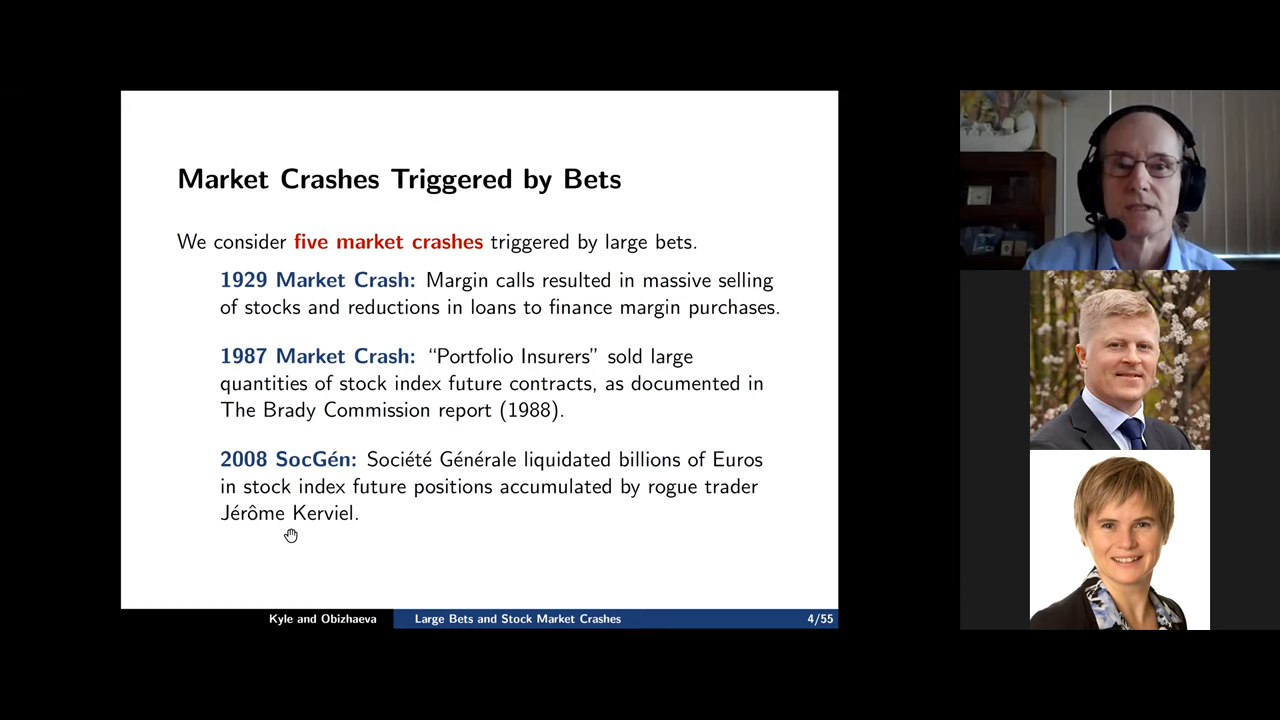 Market Crashes Triggered by Bets
We consider five market crashes triggered by large bets.
1929 Market Crash: Margin calls resulted in massive selling
of stocks and reductions in loans to finance margin purchases.
1987 Market Crash: “Portfolio Insurers” sold large
quantities of stock index future contracts, as documented in
The Brady Commission report (1988).
2008 SocGén: Société Générale liquidated billions of Euros
in stock index future positions accumulated by rogue trader
Jérôme Kerviel.
Kyle and Obizhaeva Large Bets and Stock Market Crashes 4/55